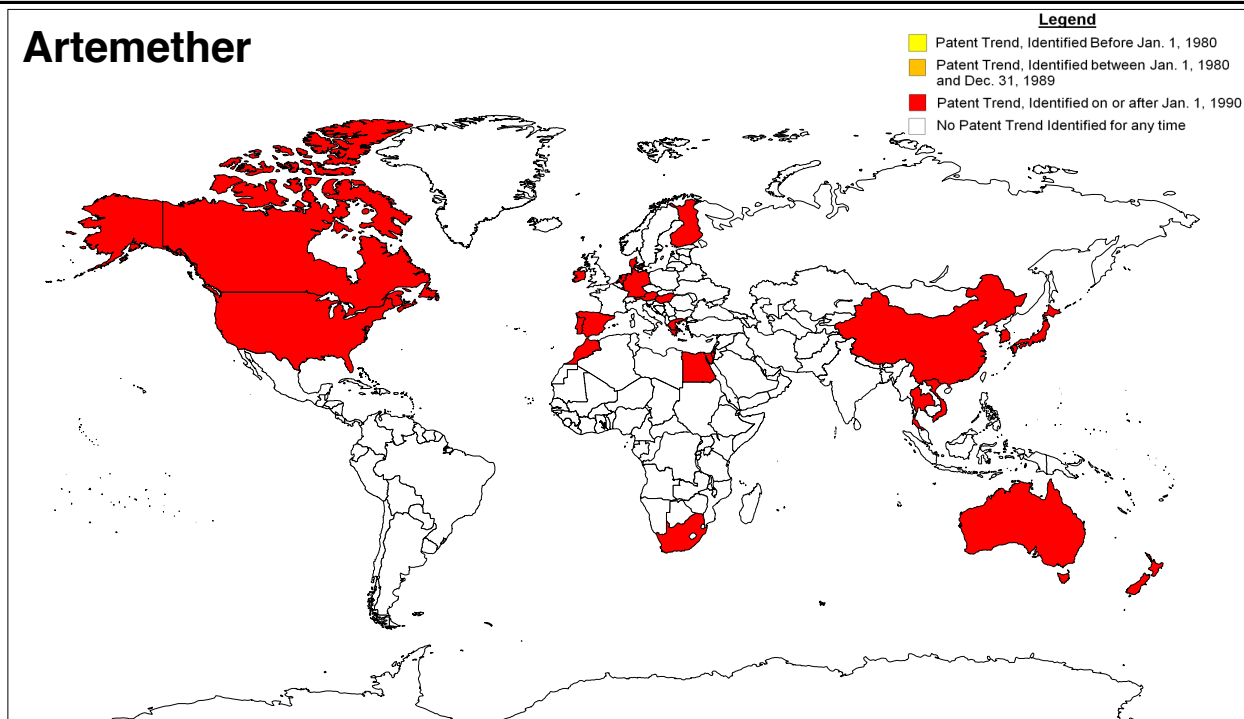 Artemether
Legend
Patent Trend, Identified Before Jan. 1, 1980
Patent Trend, Identified between Jan. 1, 1980
and Dec. 31, 1989
Patent Trend, Identified on or after Jan. 1, 1990
No Patent Trend Identified for any time